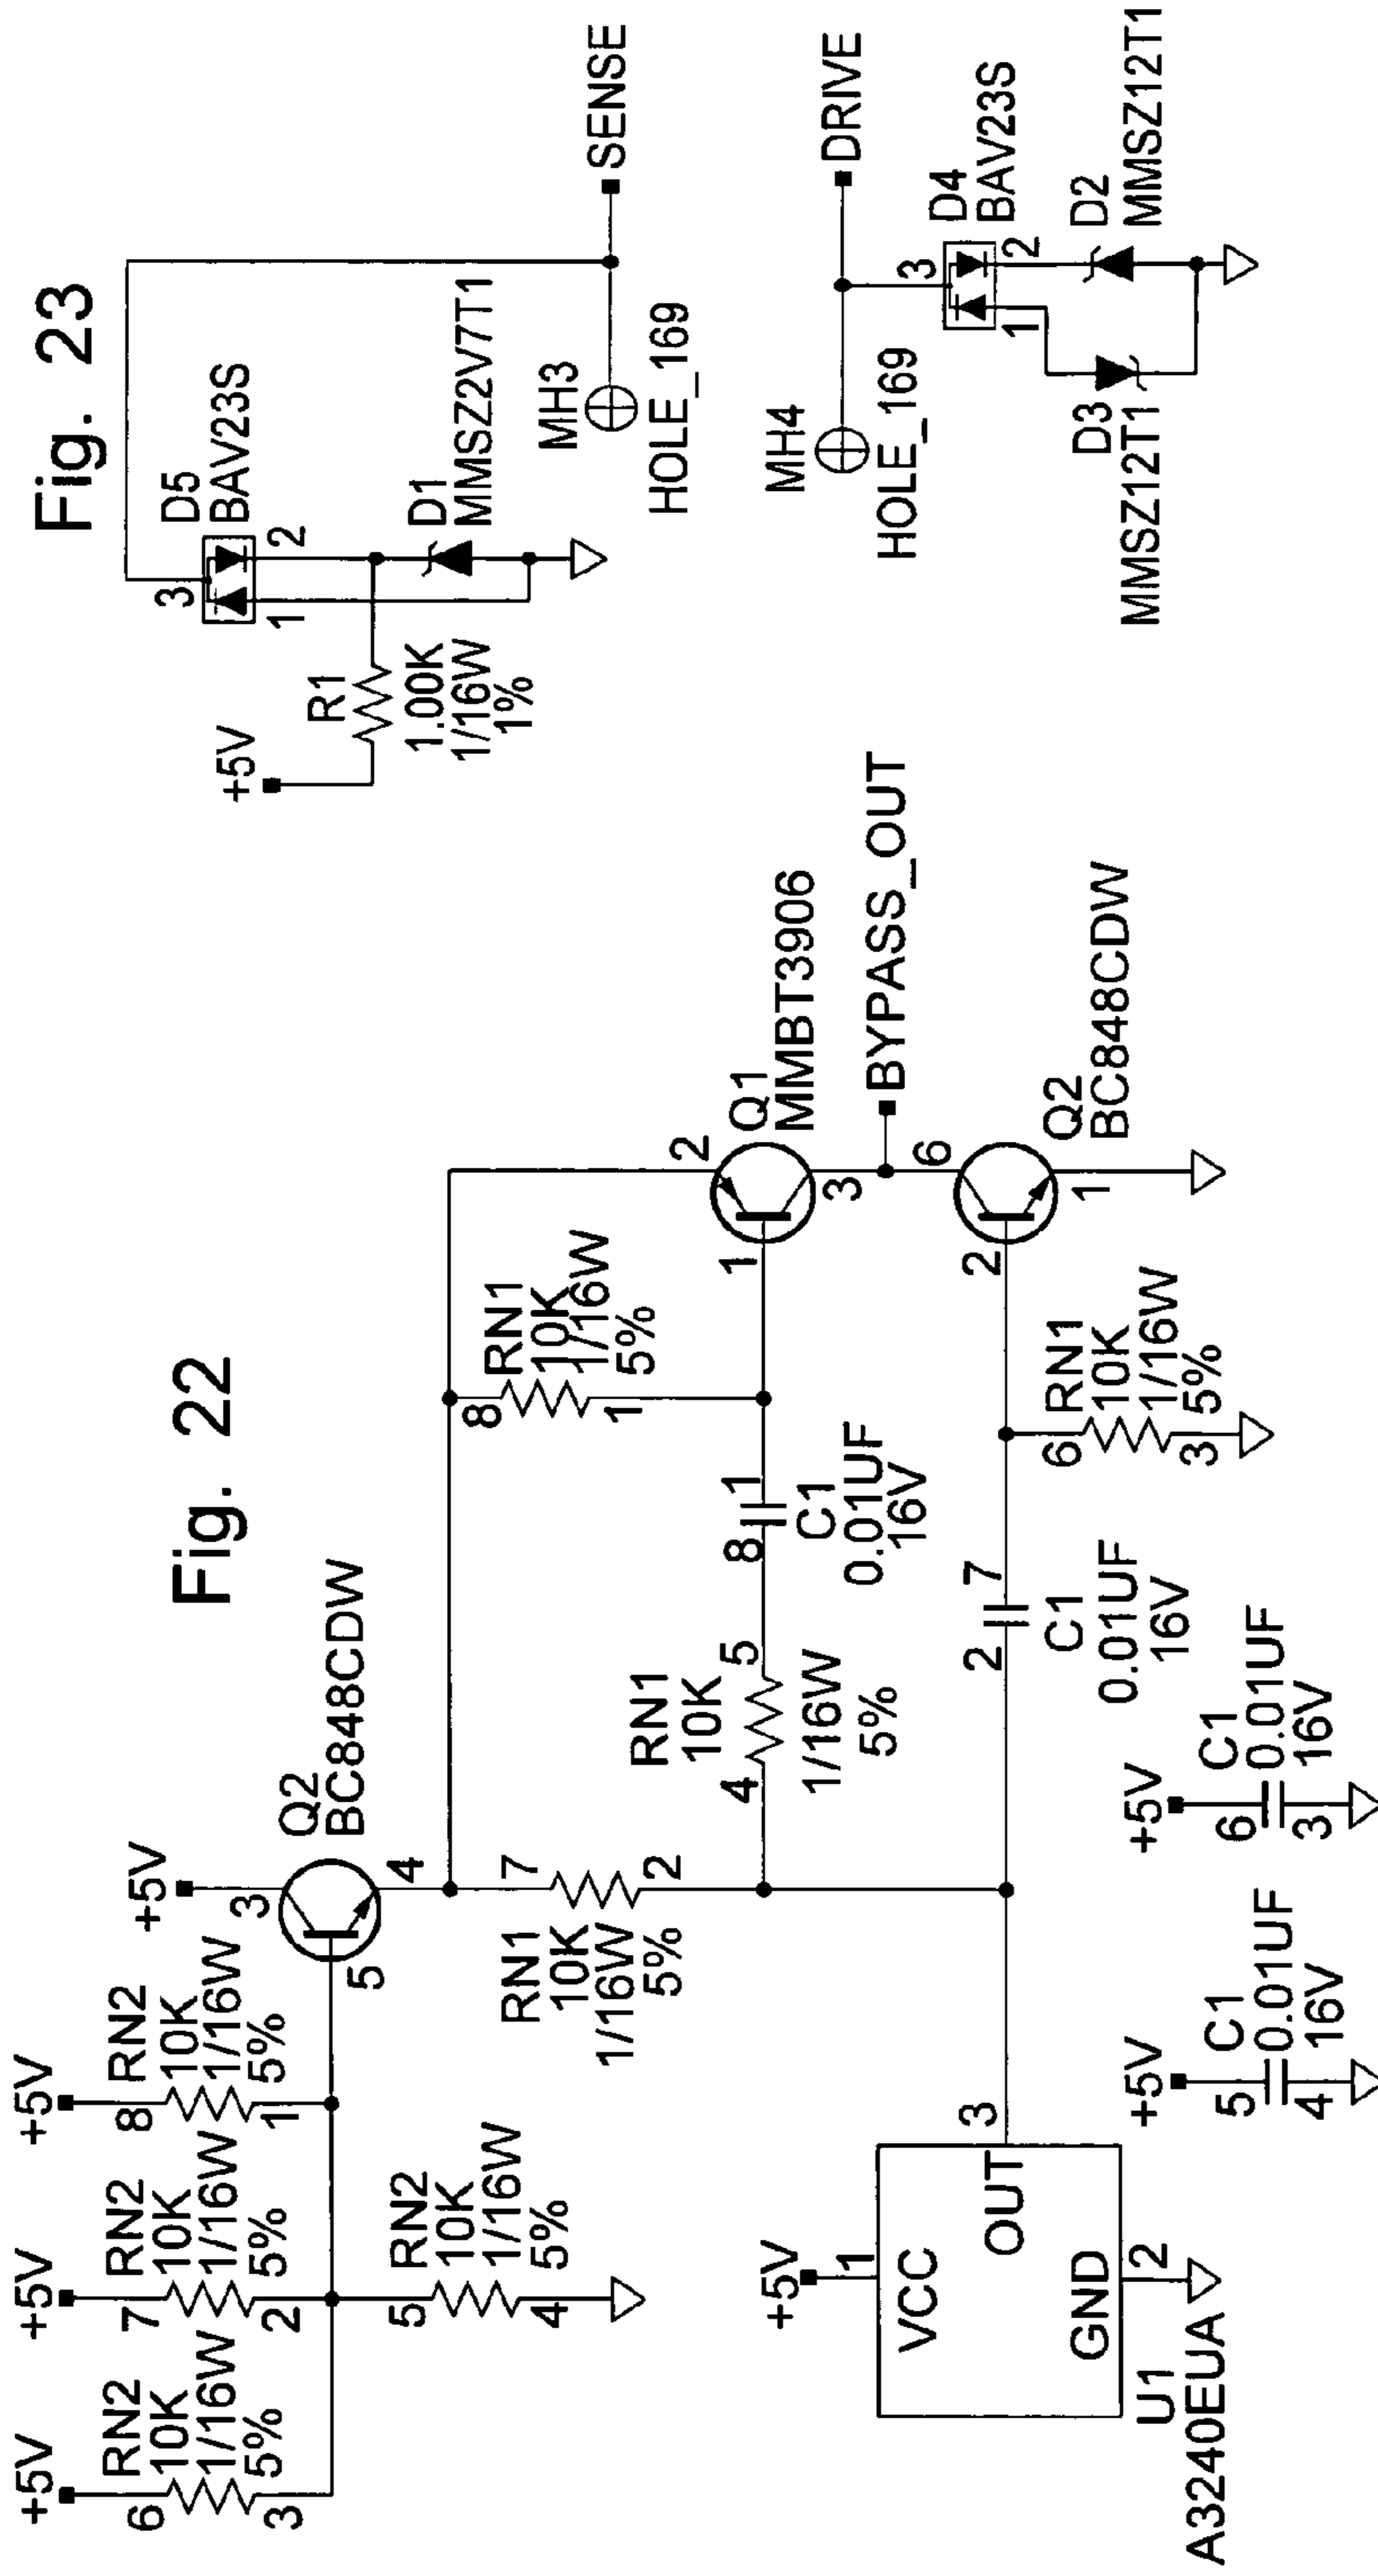 Fig. 22
+5V
RN2
10K
1/16W
5%
6
3
+5V
RN2
10K
1/16W
5%
7
2
+5V
RN2
10K
1/16W
5%
8
1
RN2
10K
1/16W
5%
5
4
+5V
3
5
4
Q2
BC848CDW
RN1
10K
1/16W
5%
7
2
RN1
10K
1/16W
5%
4
5
RN1
10K
1/16W
5%
8
1
8
1
C1
0.01UF
16V
2
1
3
Q1
MMBT3906
BYPASS_OUT
6
2
1
Q2
BC848CDW
2
7
C1
0.01UF
16V
RN1
10K
1/16W
5%
6
3
+5V
1
VCC
OUT
3
GND
2
U1
A3240EUA
+5V
5
4
C1
0.01UF
16V
+5V
6
3
C1
0.01UF
16V
Fig. 23
+5V
R1
1.00K
1/16W
1%
D5
BAV23S
3
1
2
D1
MMSZ2V7T1
MH3
HOLE_169
SENSE
MH4
HOLE_169
DRIVE
3
D4
BAV23S
1
2
D2
MMSZ12T1
D3
MMSZ12T1